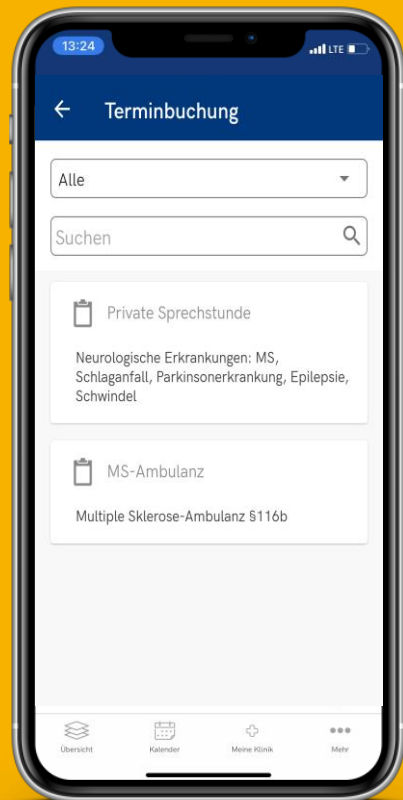 13:24
LTE
Terminbuchung
Alle
Suchen
Private Sprechstunde
Neurologische Erkrankungen: MS,
Schlaganfall, Parkinsonerkrankung, Epilepsie,
Schwindel
MS-Ambulanz
Multiple Sklerose-Ambulanz §116b
Übersicht
Kalender
Meine Klinik
Mehr